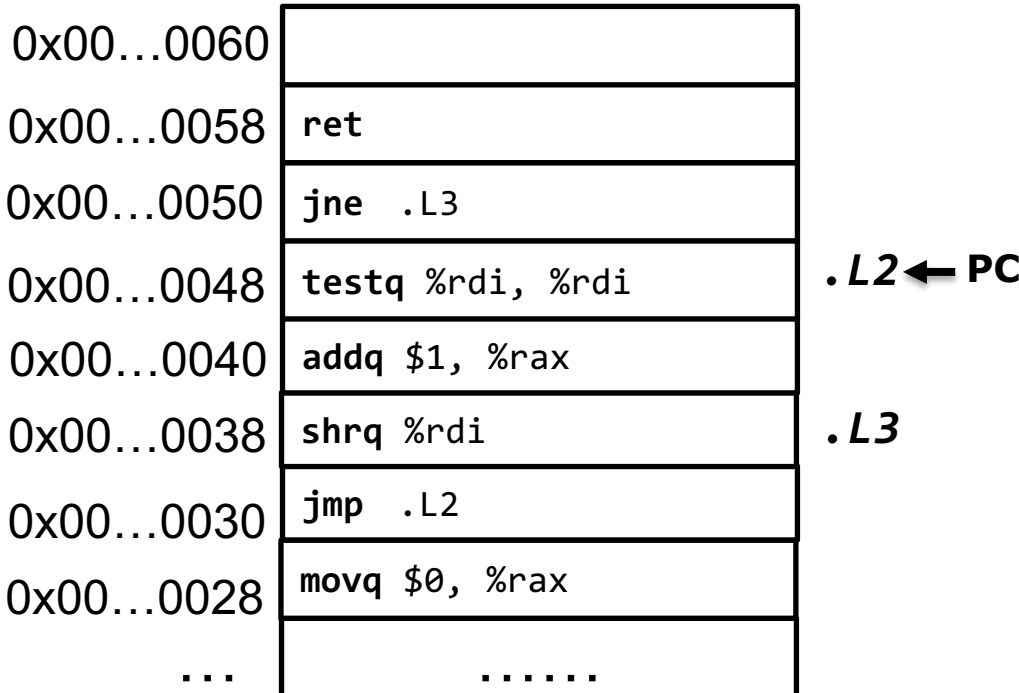 0x00…0060
0x00…0058 ret
0x00…0050 jne .L3
0x00…0048 testq %rdi, %rdi .L2 PC
0x00…0040 addq $1, %rax
0x00…0038 shrq %rdi .L3
0x00…0030 jmp .L2
0x00…0028 movq $0, %rax
... ......